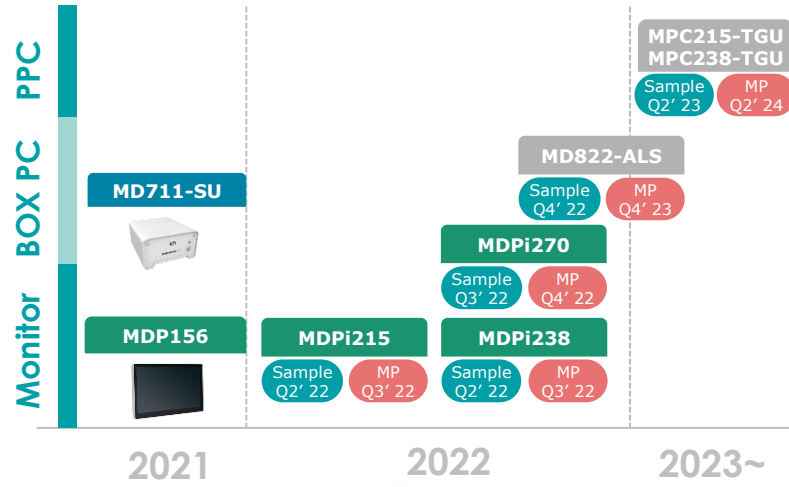 PPC
MPC215-TGU
MPC238-TGU
Sample
Q2’ 23
MP
Q2’ 24
BOX PC
MD711-SU
MD822-ALS
Sample
Q4’ 22
MP
Q4’ 23
MDPi270
Sample
Q3’ 22
MP
Q4’ 22
Monitor
MDP156
MDPi215
Sample
Q2’ 22
MP
Q3’ 22
MDPi238
Sample
Q2’ 22
MP
Q3’ 22
2021
2022
2023~